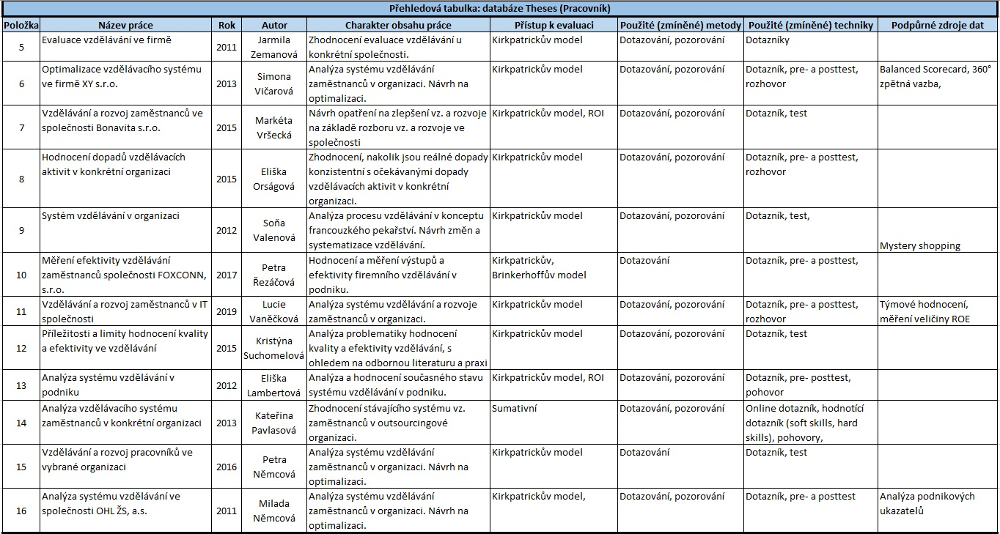 Přehledová tabulka: databáze Theses (Pracovník)
Položka Název práce Rok Autor Charakter obsahu práce Přístup k evaluaci Použité (zmíněné) metody Použité (zmíněné) techniky Podpůrné zdroje dat
5 Evaluace vzdělávání ve firmě 2011 Jarmila Zhodnocení evaluace vzdělávání u Kirkpatrickův model Dotazování, pozorování Dotazníky
Zemanová konkrétní společnosti.
6 Optimalizace vzdělávacího systému 2013 Simona Analýza systému vzdělávání Kirkpatrickův model Dotazování, pozorování Dotazník, pre- a posttest, Balanced Scorecard, 360°
ve firmě XY s.r.o. Vičarová zaměstnanců v organizaci. Návrh na rozhovor zpětná vazba,
optimalizaci.
7 Vzdělávání a rozvoj zaměstnanců ve 2015 Markéta Návrh opatření na zlepšení vz. a rozvoje Kirkpatrickův model, ROI Dotazování, pozorování Dotazník, test
společnosti Bonavita s.r.o. Vršecká na základě rozboru vz. a rozvoje ve
společnosti
8 Hodnocení dopadů vzdělávacích 2015 Eliška Zhodnocení, nakolik jsou reálné dopady Kirkpatrickův model Dotazování, pozorování Dotazník, pre- a posttest,
aktivit v konkrétní organizaci Orságová konzistentní s očekávanými dopady rozhovor
vzdělávacích aktivit v konkrétní
organizaci.
9 Systém vzdělávání v organizaci 2012 Soňa Analýza procesu vzdělávání v konceptu Kirkpatrickův model Dotazování, pozorování Dotazník, test,
Valenová francouzkého pekařství. Návrh změn a
systematizace vzdělávání. Mystery shopping
10 Měření efektivity vzdělávání 2017 Petra Hodnocení a měření výstupů a Kirkpatrickův, Dotazování Dotazník, pre- a posttest,
zaměstnanců společnosti FOXCONN, Řezáčová efektivity firemního vzdělávání v Brinkerhoffův model
s.r.o. podniku.
11 Vzdělávání a rozvoj zaměstnanců v IT 2019 Lucie Analýza systému vzdělávání a rozvoje Kirkpatrickův model Dotazování, pozorování Dotazník, pre- a posttest, Týmové hodnocení,
společnosti Vaněčková zaměstnanců v organizaci. rozhovor měření veličiny ROE
12 Příležitosti a limity hodnocení kvality 2015 Kristýna Analýza problematiky hodnocení Kirkpatrickův model Dotazování, pozorování Dotazník, test
a efektivity ve vzdělávání Suchomelová kvality a efektivity vzdělávání, s
ohledem na odbornou literaturu a praxi
13 Analýza systému vzdělávání v 2012 Eliška Analýza a hodnocení současného stavu Kirkpatrickův model, ROI Dotazování, pozorování Dotazník, pre- posttest,
podniku Lambertová systému vzdělávání v podniku. pohovor
14 Analýza vzdělávacího systému 2013 Kateřina Zhodnocení stávajícího systému vz. Sumativní Dotazování, pozorování Online dotazník, hodnotící
zaměstnanců v konkrétní organizaci Pavlasová zaměstnanců v outsourcingové dotazník (soft skills, hard
organizaci. skills), pohovory,
15 Vzdělávání a rozvoj pracovníků ve 2016 Petra Analýza systému vzdělávání Kirkpatrickův model Dotazování Dotazník, test
vybrané organizaci Němcová zaměstnanců v organizaci. Návrh na
optimalizaci.
16 Analýza systému vzdělávání ve 2011 Milada Analýza systému vzdělávání Kirkpatrickův model, Dotazování, pozorování Dotazník, pre- a posttest Analýza podnikových
společnosti OHL ŽS, a.s. Němcová zaměstnanců v organizaci. Návrh na ukazatelů
optimalizaci.